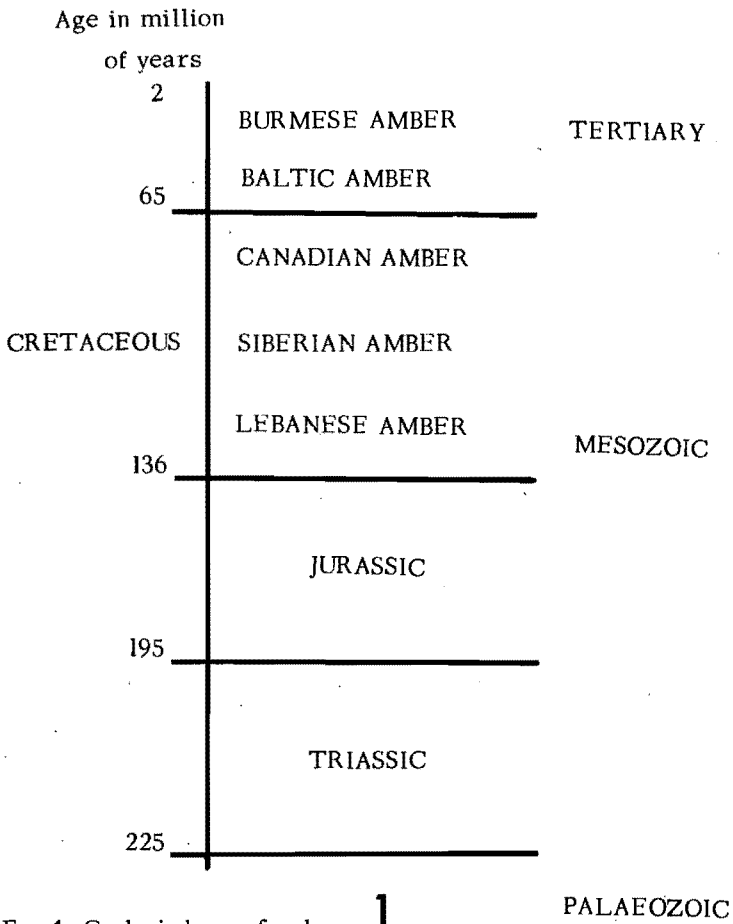 Age in million
of years
2
BURMESE AMBER
TERTIARY
BALTIC AMBER
65
CANADIAN AMBER
CRETACEOUS
SIBERIAN AMBER
LEBANESE AMBER
MESOZOIC
136
JURASSIC
195
TRIASSIC
225
1
PALAEOZOIC